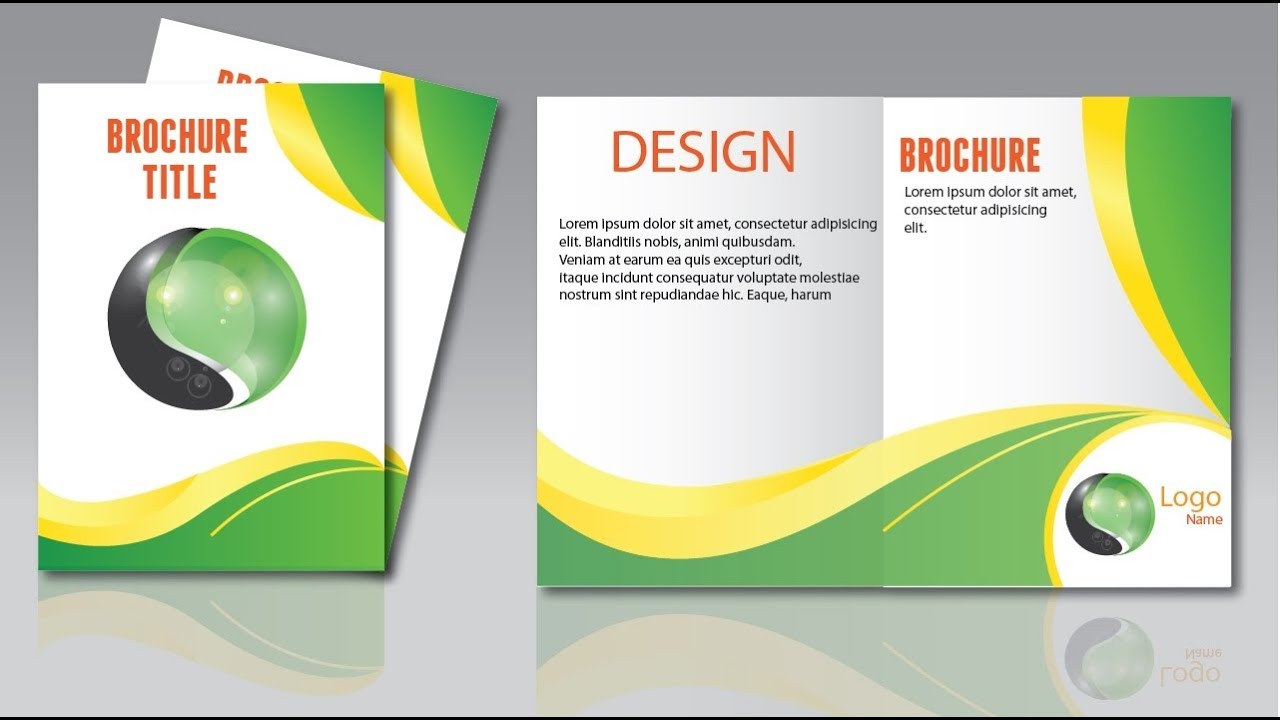 BROCHURE
TITLE
DESIGN
Lorem ipsum dolor sit amet, consectetur adipisicing
elit. Blanditiis nobis, animi quibusdam.
Veniam at earum ea quis excepturi odit,
itaque incidunt consequatur voluptate molestiae
nostrum sint repudiandae hic. Eaque, harum
BROCHURE
Lorem ipsum dolor sit amet,
consectetur adipisicing
elit.
Logo
Name